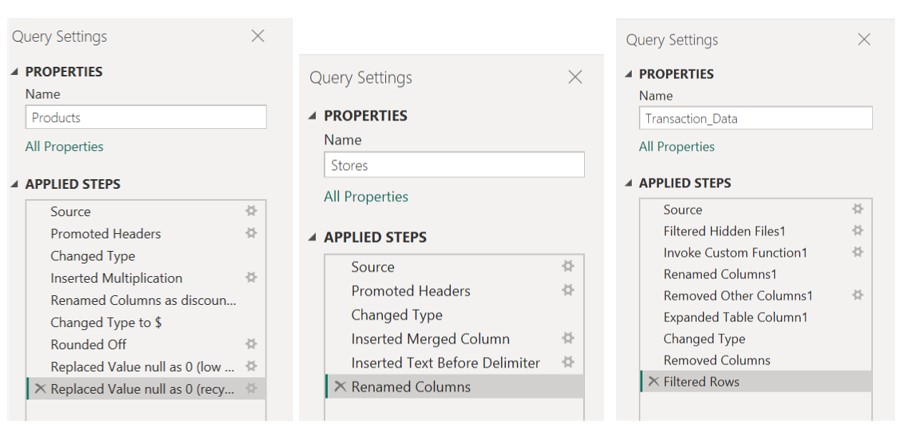 Query Settings
PROPERTIES
Name
Products
All Properties
APPLIED STEPS
Source
Promoted Headers
Changed Type
Inserted Multiplication
Renamed Columns as discoun...
Changed Type to $
Rounded Off
Replaced Value null as 0 (low ...
Replaced Value null as 0 (recy...
Query Settings
PROPERTIES
Name
Stores
All Properties
APPLIED STEPS
Source
Promoted Headers
Changed Type
Inserted Merged Column
Inserted Text Before Delimiter
Renamed Columns
Query Settings
PROPERTIES
Name
Transaction_Data
All Properties
APPLIED STEPS
Source
Filtered Hidden Files1
Invoke Custom Function1
Renamed Columns1
Removed Other Columns1
Expanded Table Column1
Changed Type
Removed Columns
Filtered Rows